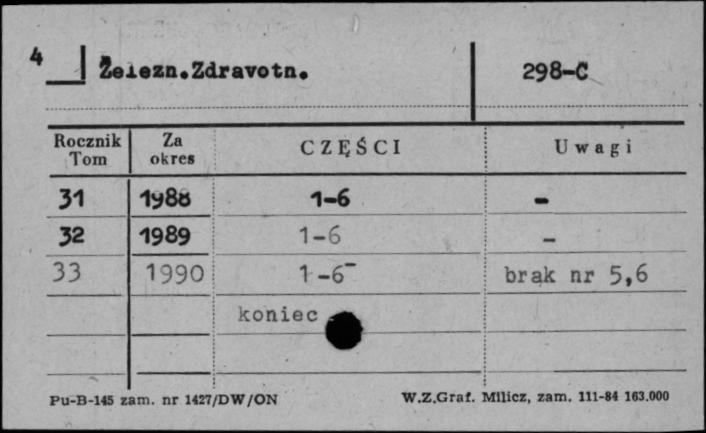 4 Železn.Zdravotn. 298-C
Rocznik Tom Za okres CZĘŚCI Uwagi
31 1988 1-6 -
32 1989 1-6 -
33 1990 1-6- brak nr 5,6
koniec
Pu-B-145 zam. nr 1427/DW/ON W.Z.Graf. Milicz, zam. 111-84 163.000